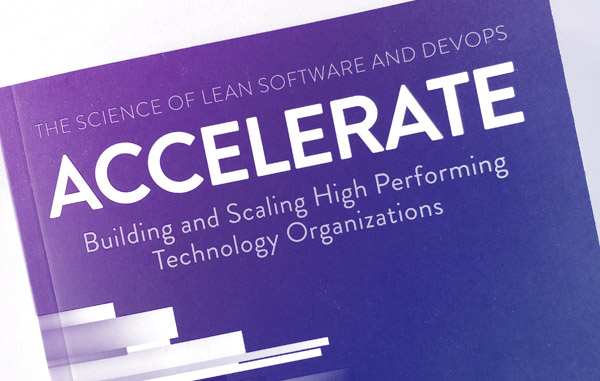 THE SCIENCE OF LEAN SOFTWARE AND DEVOPS
ACCELERATE
Building and Scaling High Performing
Technology Organizations